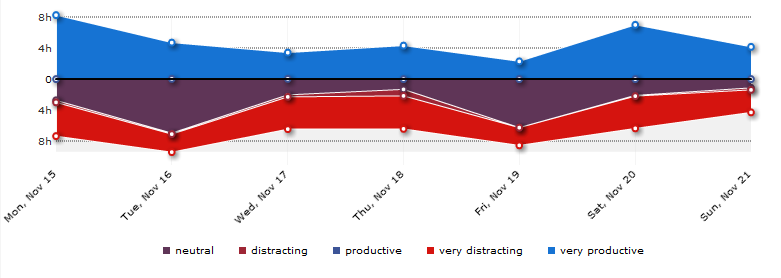 8h
4h
0
4h
8h
Mon, Nov 15
Tue, Nov 16
Wed, Nov 17
Thu, Nov 18
Fri, Nov 19
Sat, Nov 20
Sun, Nov 21
neutral distracting productive very distracting very productive